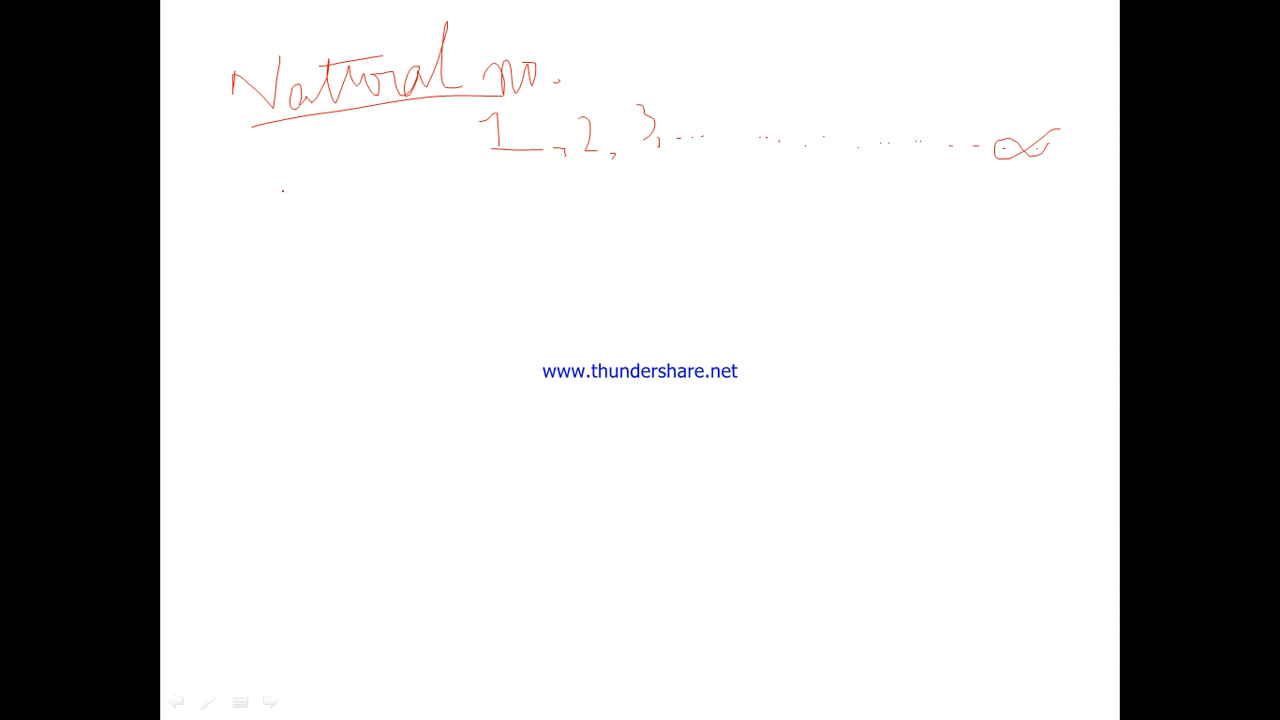 Natural no.
1, 2, 3, ... ∞
www.thundershare.net